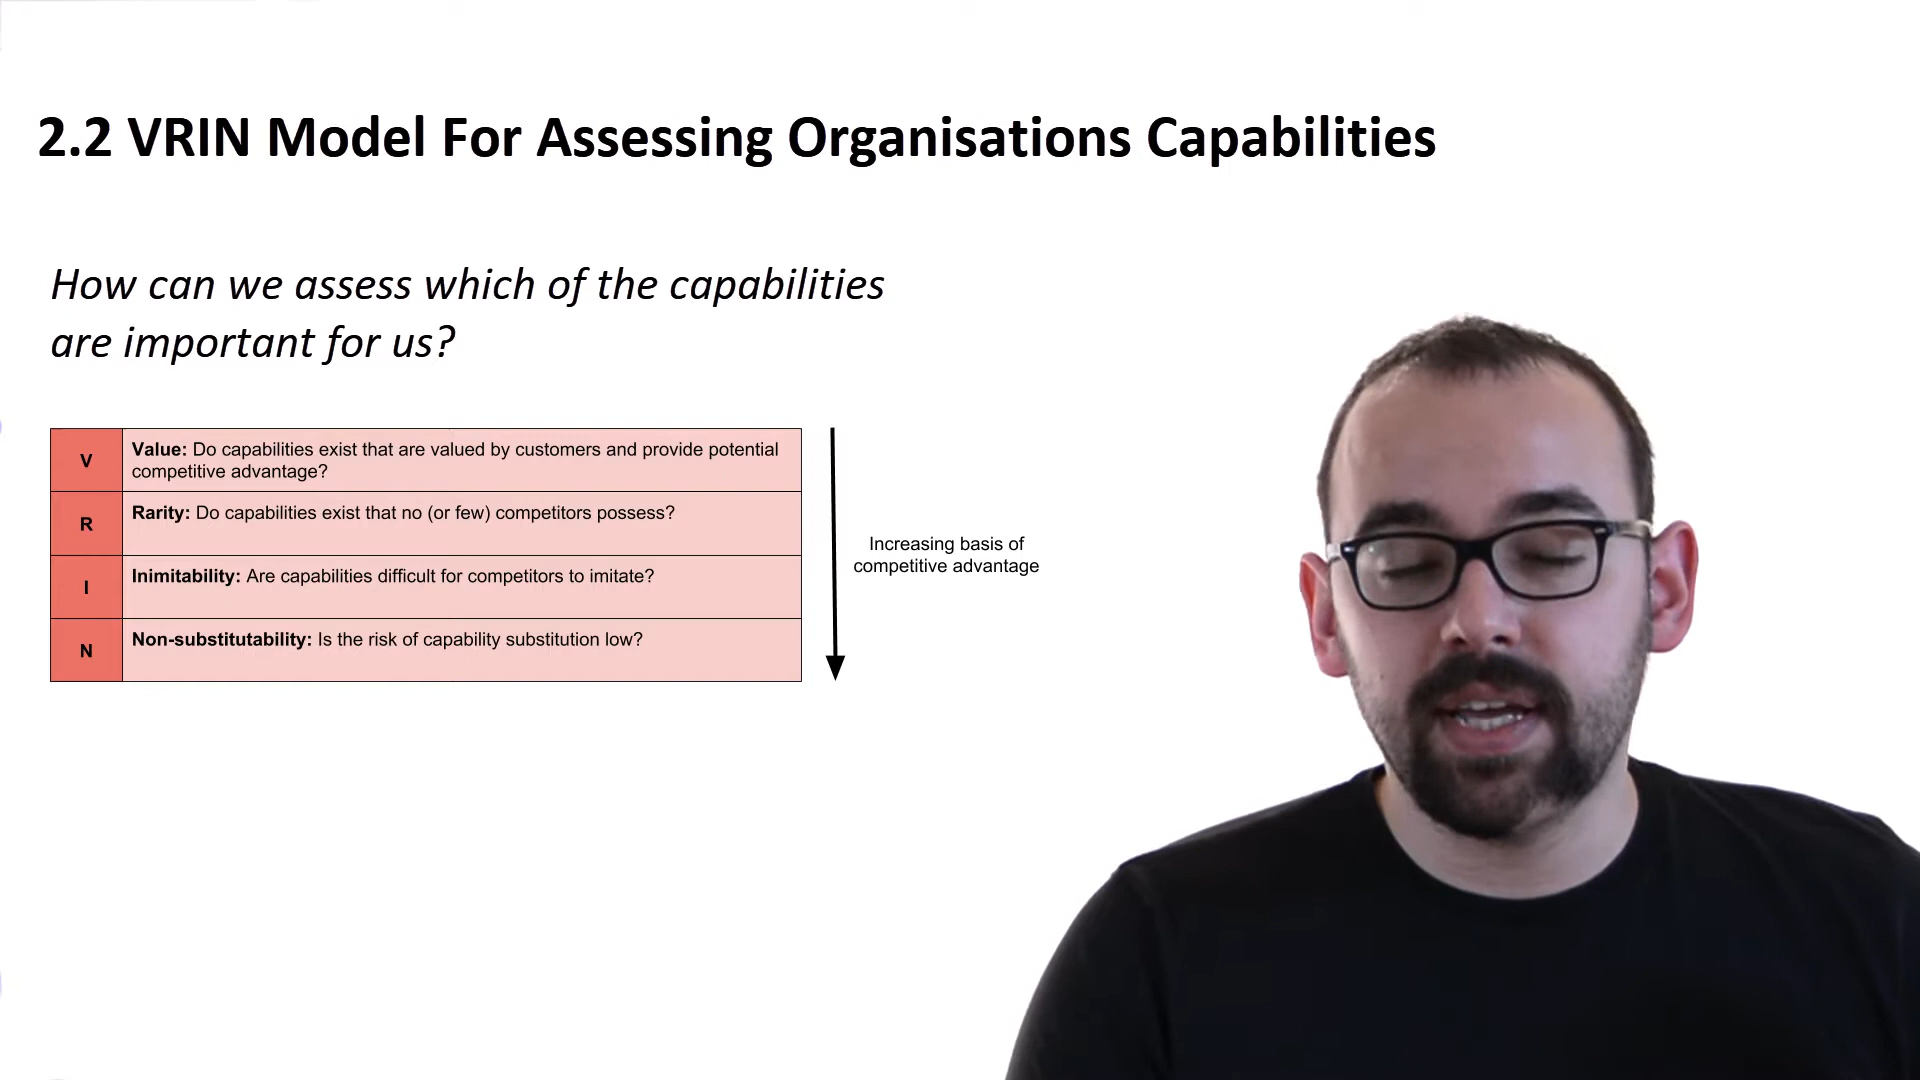 2.2 VRIN Model For Assessing Organisations Capabilities
How can we assess which of the capabilities
are important for us?
V
Value: Do capabilities exist that are valued by customers and provide potential
competitive advantage?
R
Rarity: Do capabilities exist that no (or few) competitors possess?
I
Inimitability: Are capabilities difficult for competitors to imitate?
N
Non-substitutability: Is the risk of capability substitution low?
Increasing basis of
competitive advantage